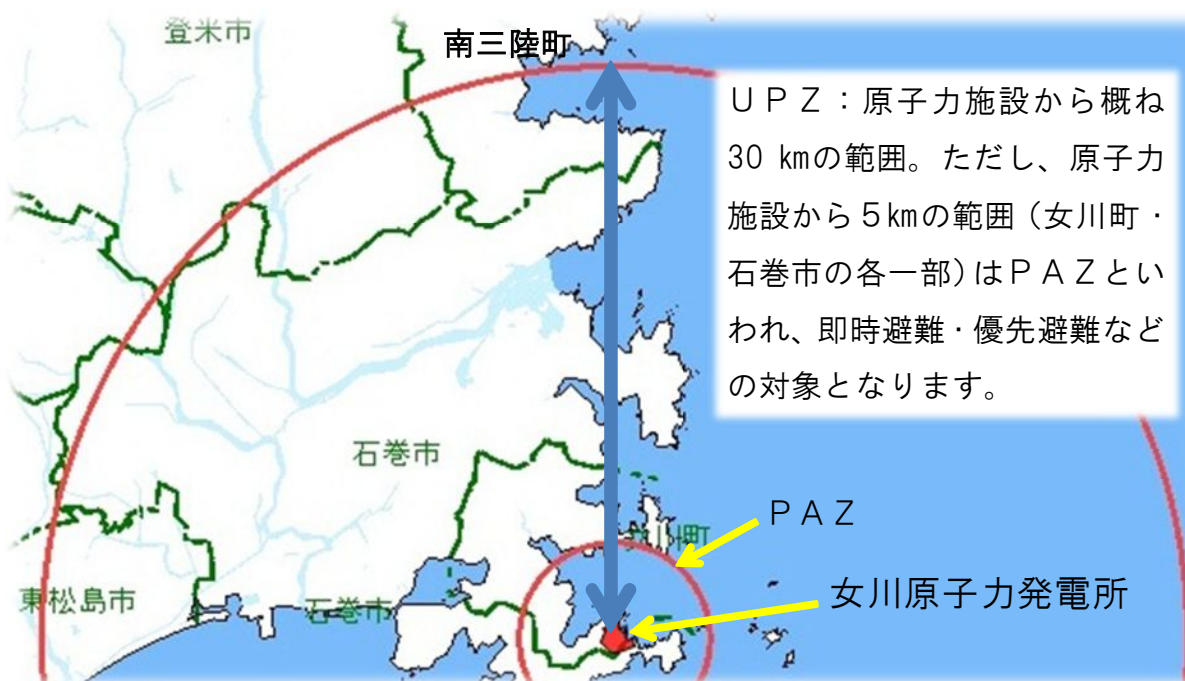 登米市
南三陸町
ＵＰＺ：原子力施設から概ね
30 ㎞の範囲。ただし、原子力
施設から５㎞の範囲（女川町・
石巻市の各一部）はＰＡＺとい
われ、即時避難・優先避難など
の対象となります。
石巻市
ＰＡＺ
川町
女川原子力発電所
東松島市
石巻市